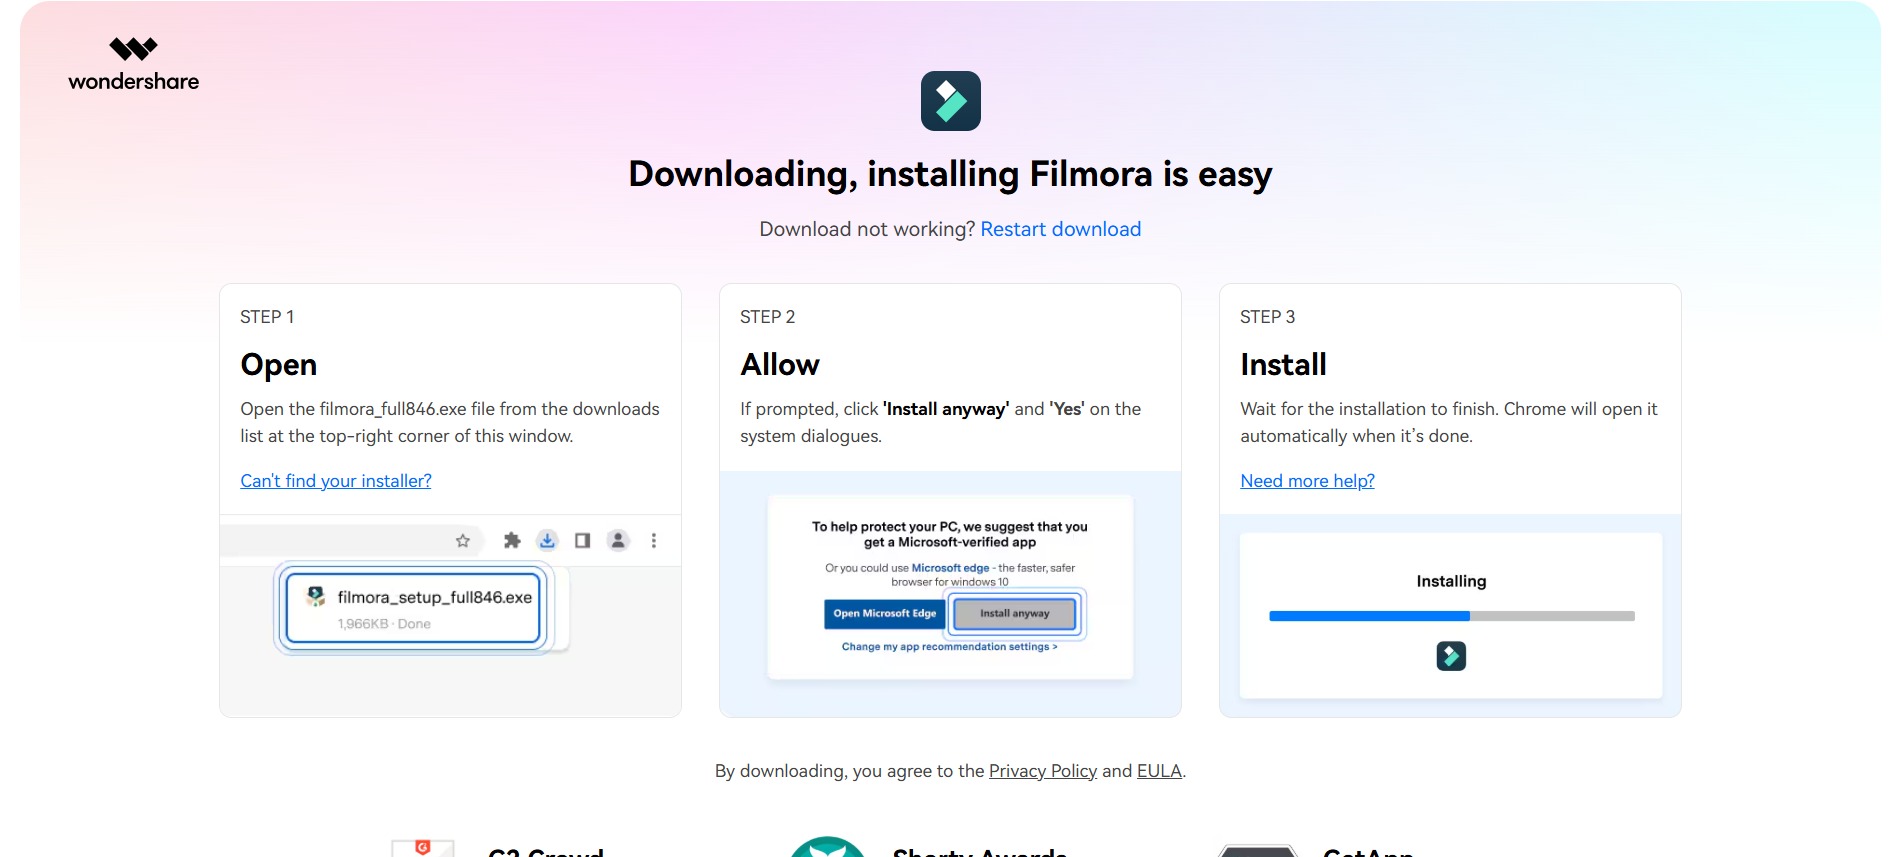 wondershare
Downloading, installing Filmora is easy
Download not working? Restart download
STEP 1
Open
Open the filmora_full846.exe file from the downloads
list at the top-right corner of this window.
Can't find your installer?
filmora_setup_full846.exe
1,966KB · Done
STEP 2
Allow
If prompted, click 'Install anyway' and 'Yes' on the
system dialogues.
To help protect your PC, we suggest that you
get a Microsoft-verified app
Or you could use Microsoft edge - the faster, safer
browser for windows 10
Open Microsoft Edge
Install anyway
Change my app recommendation settings >
STEP 3
Install
Wait for the installation to finish. Chrome will open it
automatically when it’s done.
Need more help?
Installing
By downloading, you agree to the Privacy Policy and EULA.
G2 Crowd
Shorty Awards
GetApp